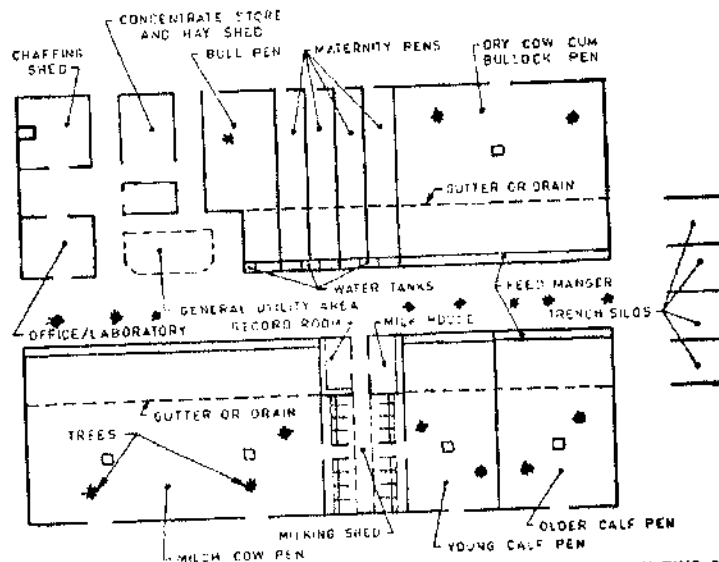 CONCENTRATE STORE
AND HAY SHED
CHAFFING
SHED
BULL PEN
MATERNITY PENS
DRY COW CUM
BULLOCK PEN
GUTTER OR DRAIN
WATER TANKS
FEED MANGER
GENERAL UTILITY AREA
TRENCH SILOS
OFFICE/LABORATORY
RECORD ROOM
MILK HOUSE
GUTTER OR DRAIN
TREES
MILKING SHED
OLDER CALF PEN
MILCH COW PEN
YOUNG CALF PEN